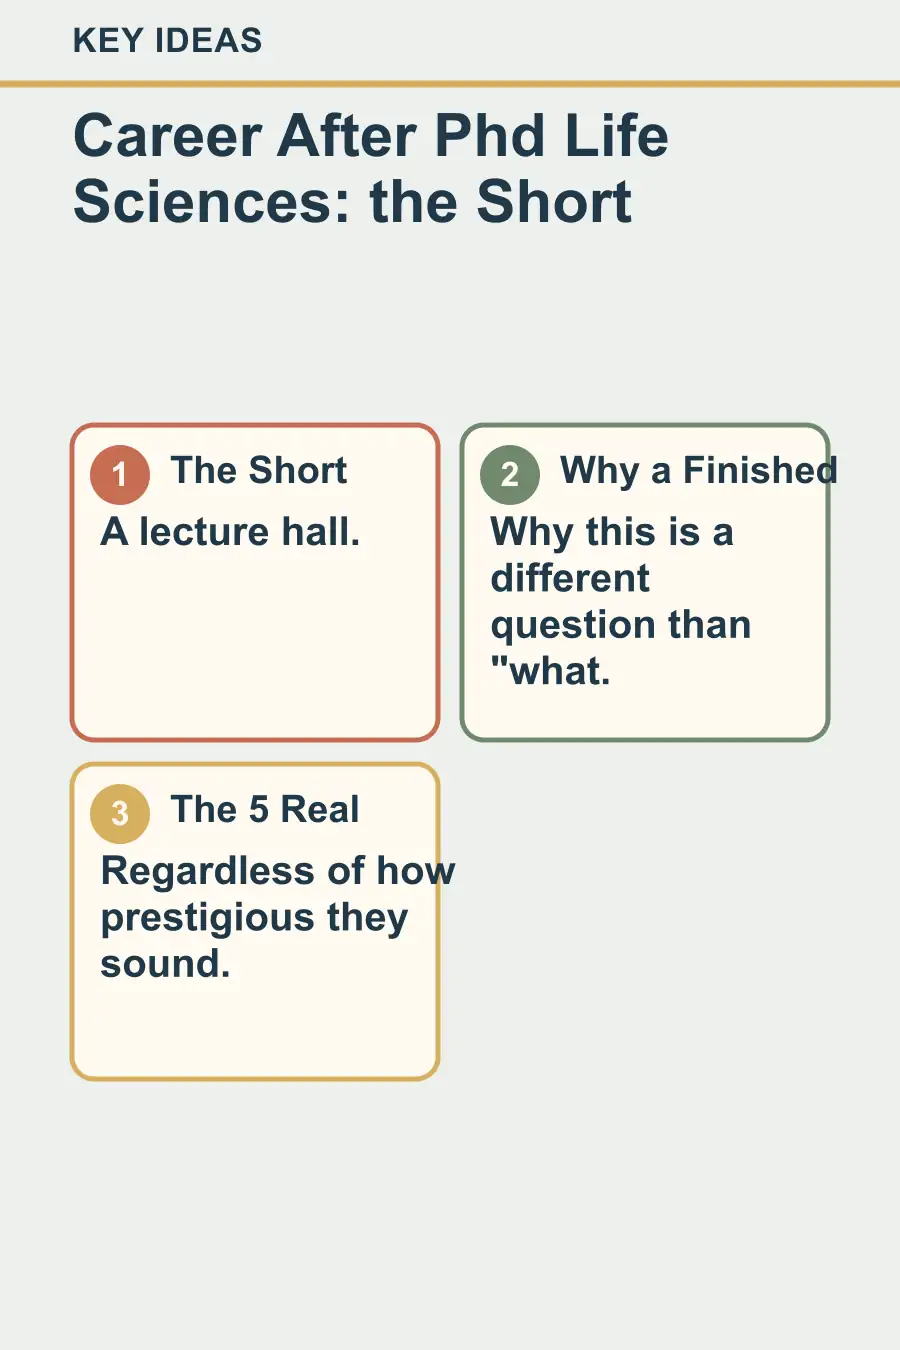 KEY IDEAS
Career After Phd Life
Sciences: the Short
1 The Short
A lecture hall.
2 Why a Finished
Why this is a
different
question than
"what.
3 The 5 Real
Regardless of how
prestigious they
sound.